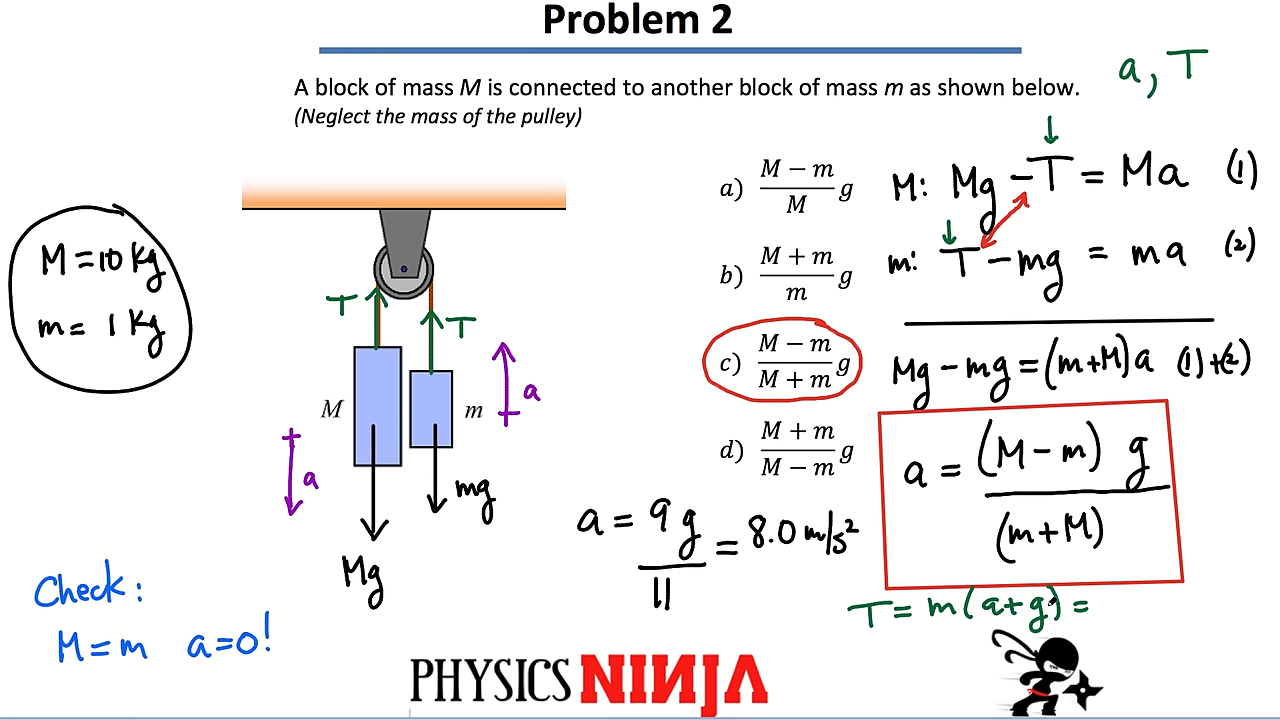 Problem 2
A block of mass M is connected to another block of mass m as shown below.
(Neglect the mass of the pulley)
a, T
a) (M − m)/M g
b) (M + m)/m g
c) (M − m)/(M + m) g
d) (M + m)/(M − m) g
M: Mg − T = Ma (1)
m: T − mg = ma (2)
Mg − mg = (m+M)a (1)+(2)
a = (M − m) g / (m+M)
M = 10 Kg
m = 1 Kg
T
T
M
m
a
a
mg
Mg
a = 9g/11 = 8.0 m/s²
T = m(a+g) =
Check:
M = m a=0!
PHYSICS NINJA